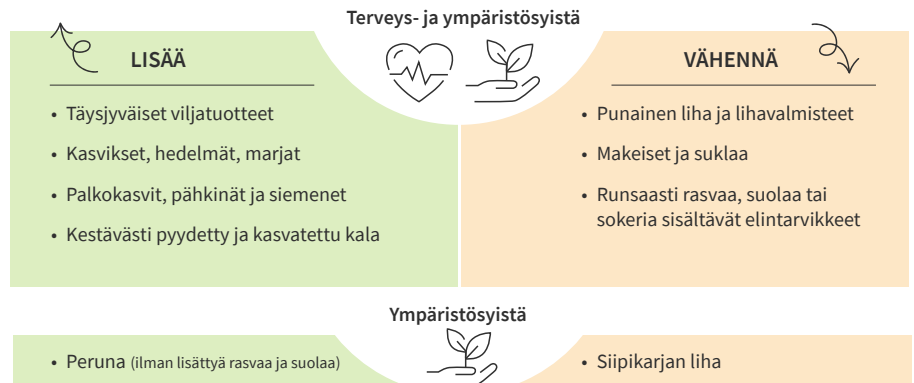 Terveys- ja ympäristösyistä
LISÄÄ
• Täysjyväiset viljatuotteet
• Kasvikset, hedelmät, marjat
• Palkokasvit, pähkinät ja siemenet
• Kestävästi pyydetty ja kasvatettu kala
VÄHENNÄ
• Punainen liha ja lihavalmisteet
• Makeiset ja suklaa
• Runsaasti rasvaa, suolaa tai
sokeria sisältävät elintarvikkeet
Ympäristösyistä
• Peruna (ilman lisättyä rasvaa ja suolaa)
• Siipikarjan liha